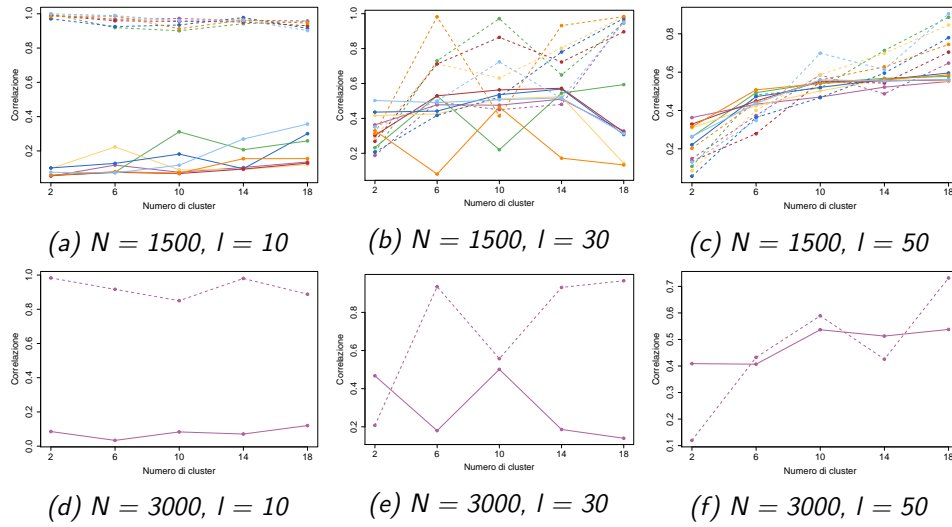 Correlazione
0.2 0.4 0.6 0.8 1.0
2 6 10 14 18
Numero di cluster
(a) N = 1500, l = 10
Correlazione
0.2 0.4 0.6 0.8 1.0
2 6 10 14 18
Numero di cluster
(b) N = 1500, l = 30
Correlazione
0.2 0.4 0.6 0.8
2 6 10 14 18
Numero di cluster
(c) N = 1500, l = 50
Correlazione
0.0 0.2 0.4 0.6 0.8 1.0
2 6 10 14 18
Numero di cluster
(d) N = 3000, l = 10
Correlazione
0.2 0.4 0.6 0.8
2 6 10 14 18
Numero di cluster
(e) N = 3000, l = 30
Correlazione
0.1 0.2 0.3 0.4 0.5 0.6 0.7
2 6 10 14 18
Numero di cluster
(f) N = 3000, l = 50